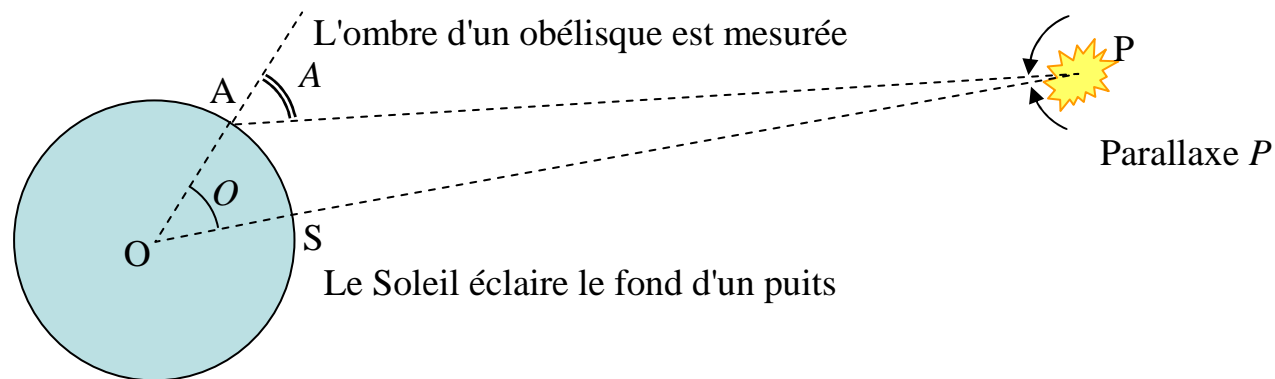 L'ombre d'un obélisque est mesurée
P
A
A
Parallaxe P
O
O
S
Le Soleil éclaire le fond d'un puits